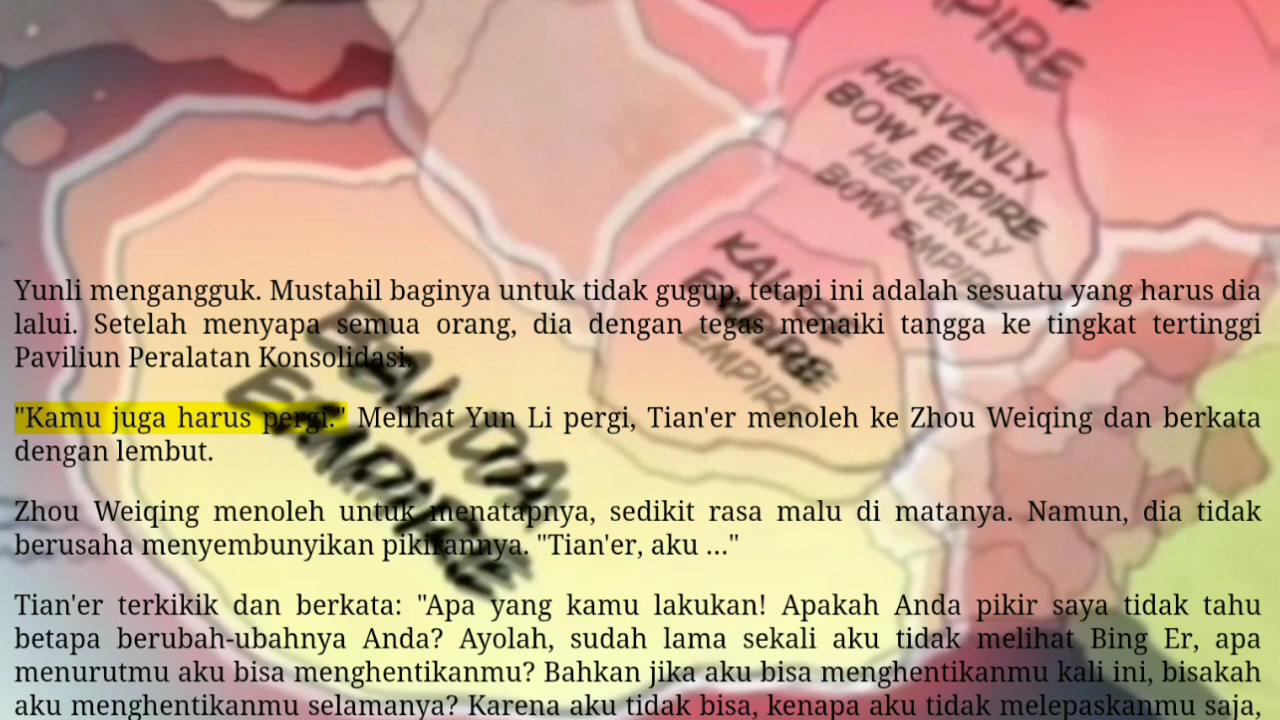 PIRE
HEAVENLY
BOW EMPIRE
HEAVENLY
BOW EMPIRE
Yunli mengangguk. Mustahil baginya untuk tidak gugup, tetapi ini adalah sesuatu yang harus dia
lalui. Setelah menyapa semua orang, dia dengan tegas menaiki tangga ke tingkat tertinggi
Paviliun Peralatan Konsolidasi.
EMPIRE
EMPIRE
"Kamu juga harus pergi." Melihat Yun Li pergi, Tian'er menoleh ke Zhou Weiqing dan berkata
dengan lembut.
EMPIRE
Zhou Weiqing menoleh untuk menatapnya, sedikit rasa malu di matanya. Namun, dia tidak
berusaha menyembunyikan pikirannya. "Tian'er, aku ..."
Tian'er terkikik dan berkata: "Apa yang kamu lakukan! Apakah Anda pikir saya tidak tahu
betapa berubah-ubahnya Anda? Ayolah, sudah lama sekali aku tidak melihat Bing Er, apa
menurutmu aku bisa menghentikanmu? Bahkan jika aku bisa menghentikanmu kali ini, bisakah
aku menghentikanmu selamanya? Karena aku tidak bisa, kenapa aku tidak melepaskanmu saja,